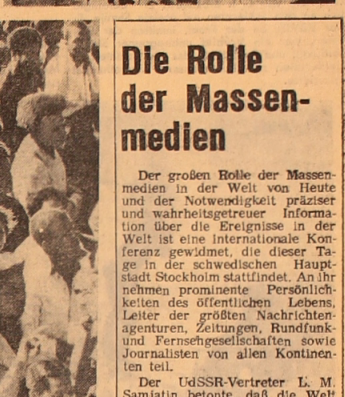 Die Rolle
der Massen-
medien
Der großen Rolle der Massen-
medien in der Welt von Heute
und der Notwendigkeit präziser
und wahrheitsgetreuer Informa-
tion über die Ereignisse in der
Welt ist eine internationale Kon-
ferenz gewidmet, die dieser Ta-
ge in der schwedischen Haupt-
stadt Stockholm stattfindet. An ihr
nehmen prominente Persönlich-
keiten des öffentlichen Lebens,
Leiter der größten Nachrichten-
agenturen, Zeitungen, Rundfunk-
und Fernsehgesellschaften sowie
Journalisten von allen Kontinen-
ten teil.
Der UdSSR-Vertreter L. M.
Samjatin betonte, daß die Welt